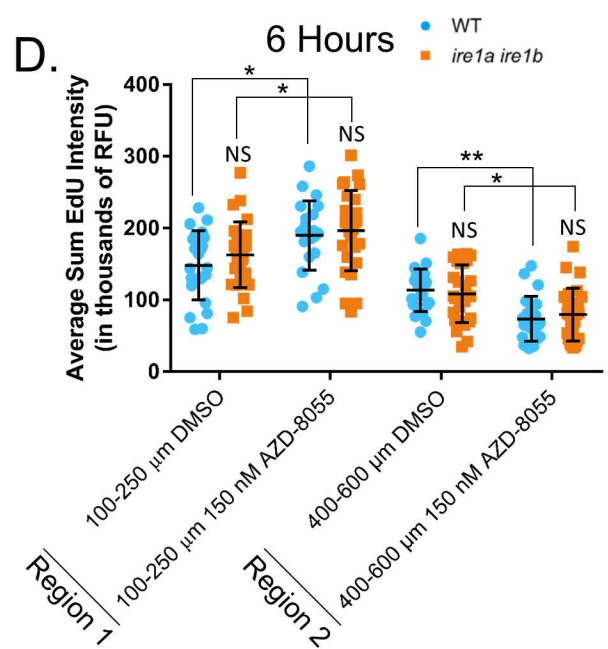 D.
6 Hours
WT
ire1a ire1b
Average Sum EdU Intensity
(in thousands of RFU)
400
300
200
100
0
*
*
NS
NS
**
*
NS
NS
100-250 μm DMSO
100-250 μm 150 nM AZD-8055
400-600 μm DMSO
400-600 μm 150 nM AZD-8055
Region 1
Region 2